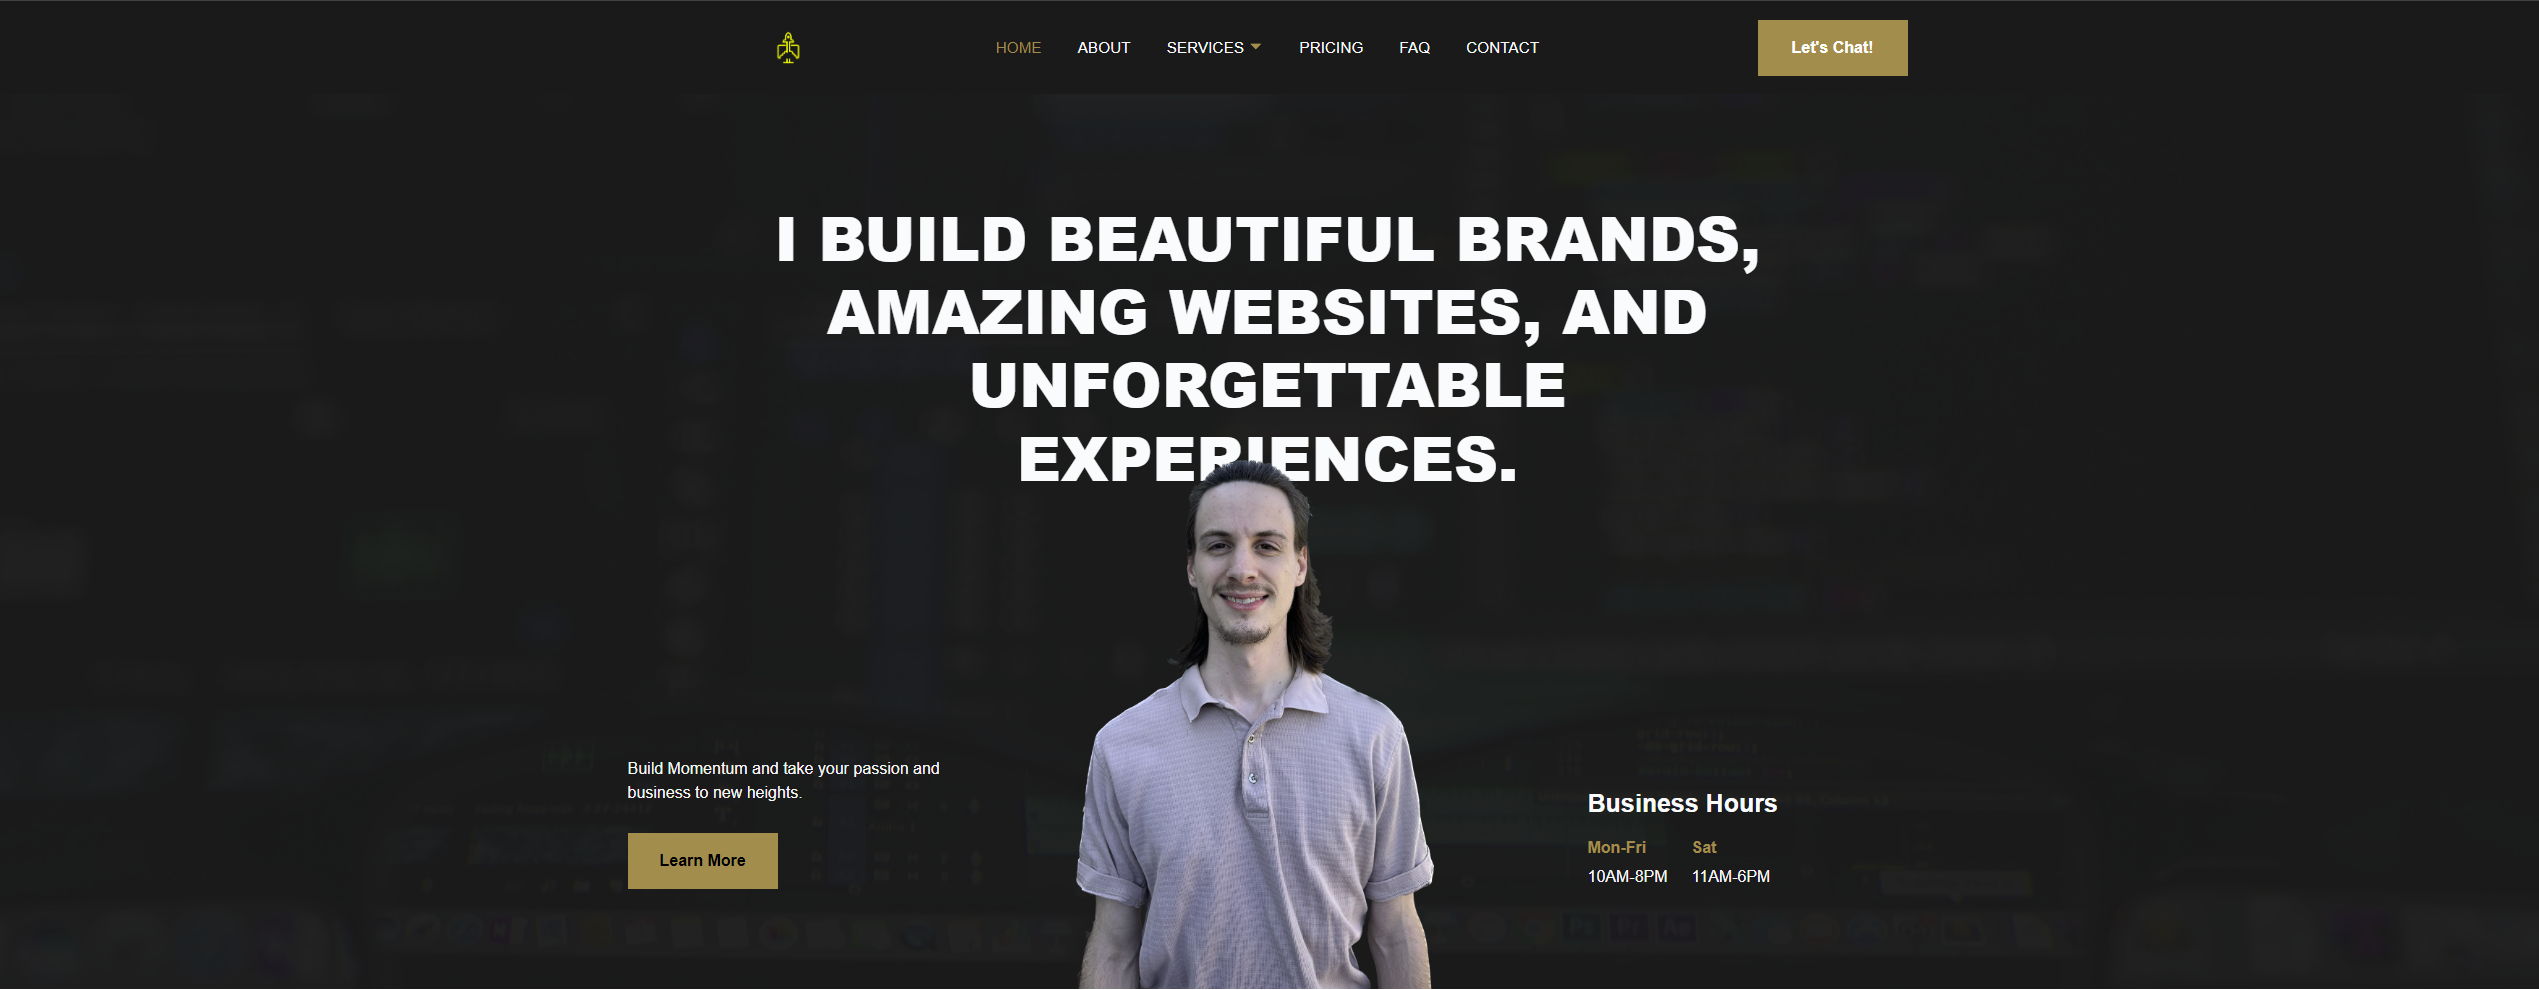 HOME ABOUT SERVICES PRICING FAQ CONTACT Let's Chat!
I BUILD BEAUTIFUL BRANDS,
AMAZING WEBSITES, AND
UNFORGETTABLE
EXPERIENCES.
Build Momentum and take your passion and
business to new heights.
Learn More
Business Hours
Mon-Fri Sat
10AM-8PM 11AM-6PM